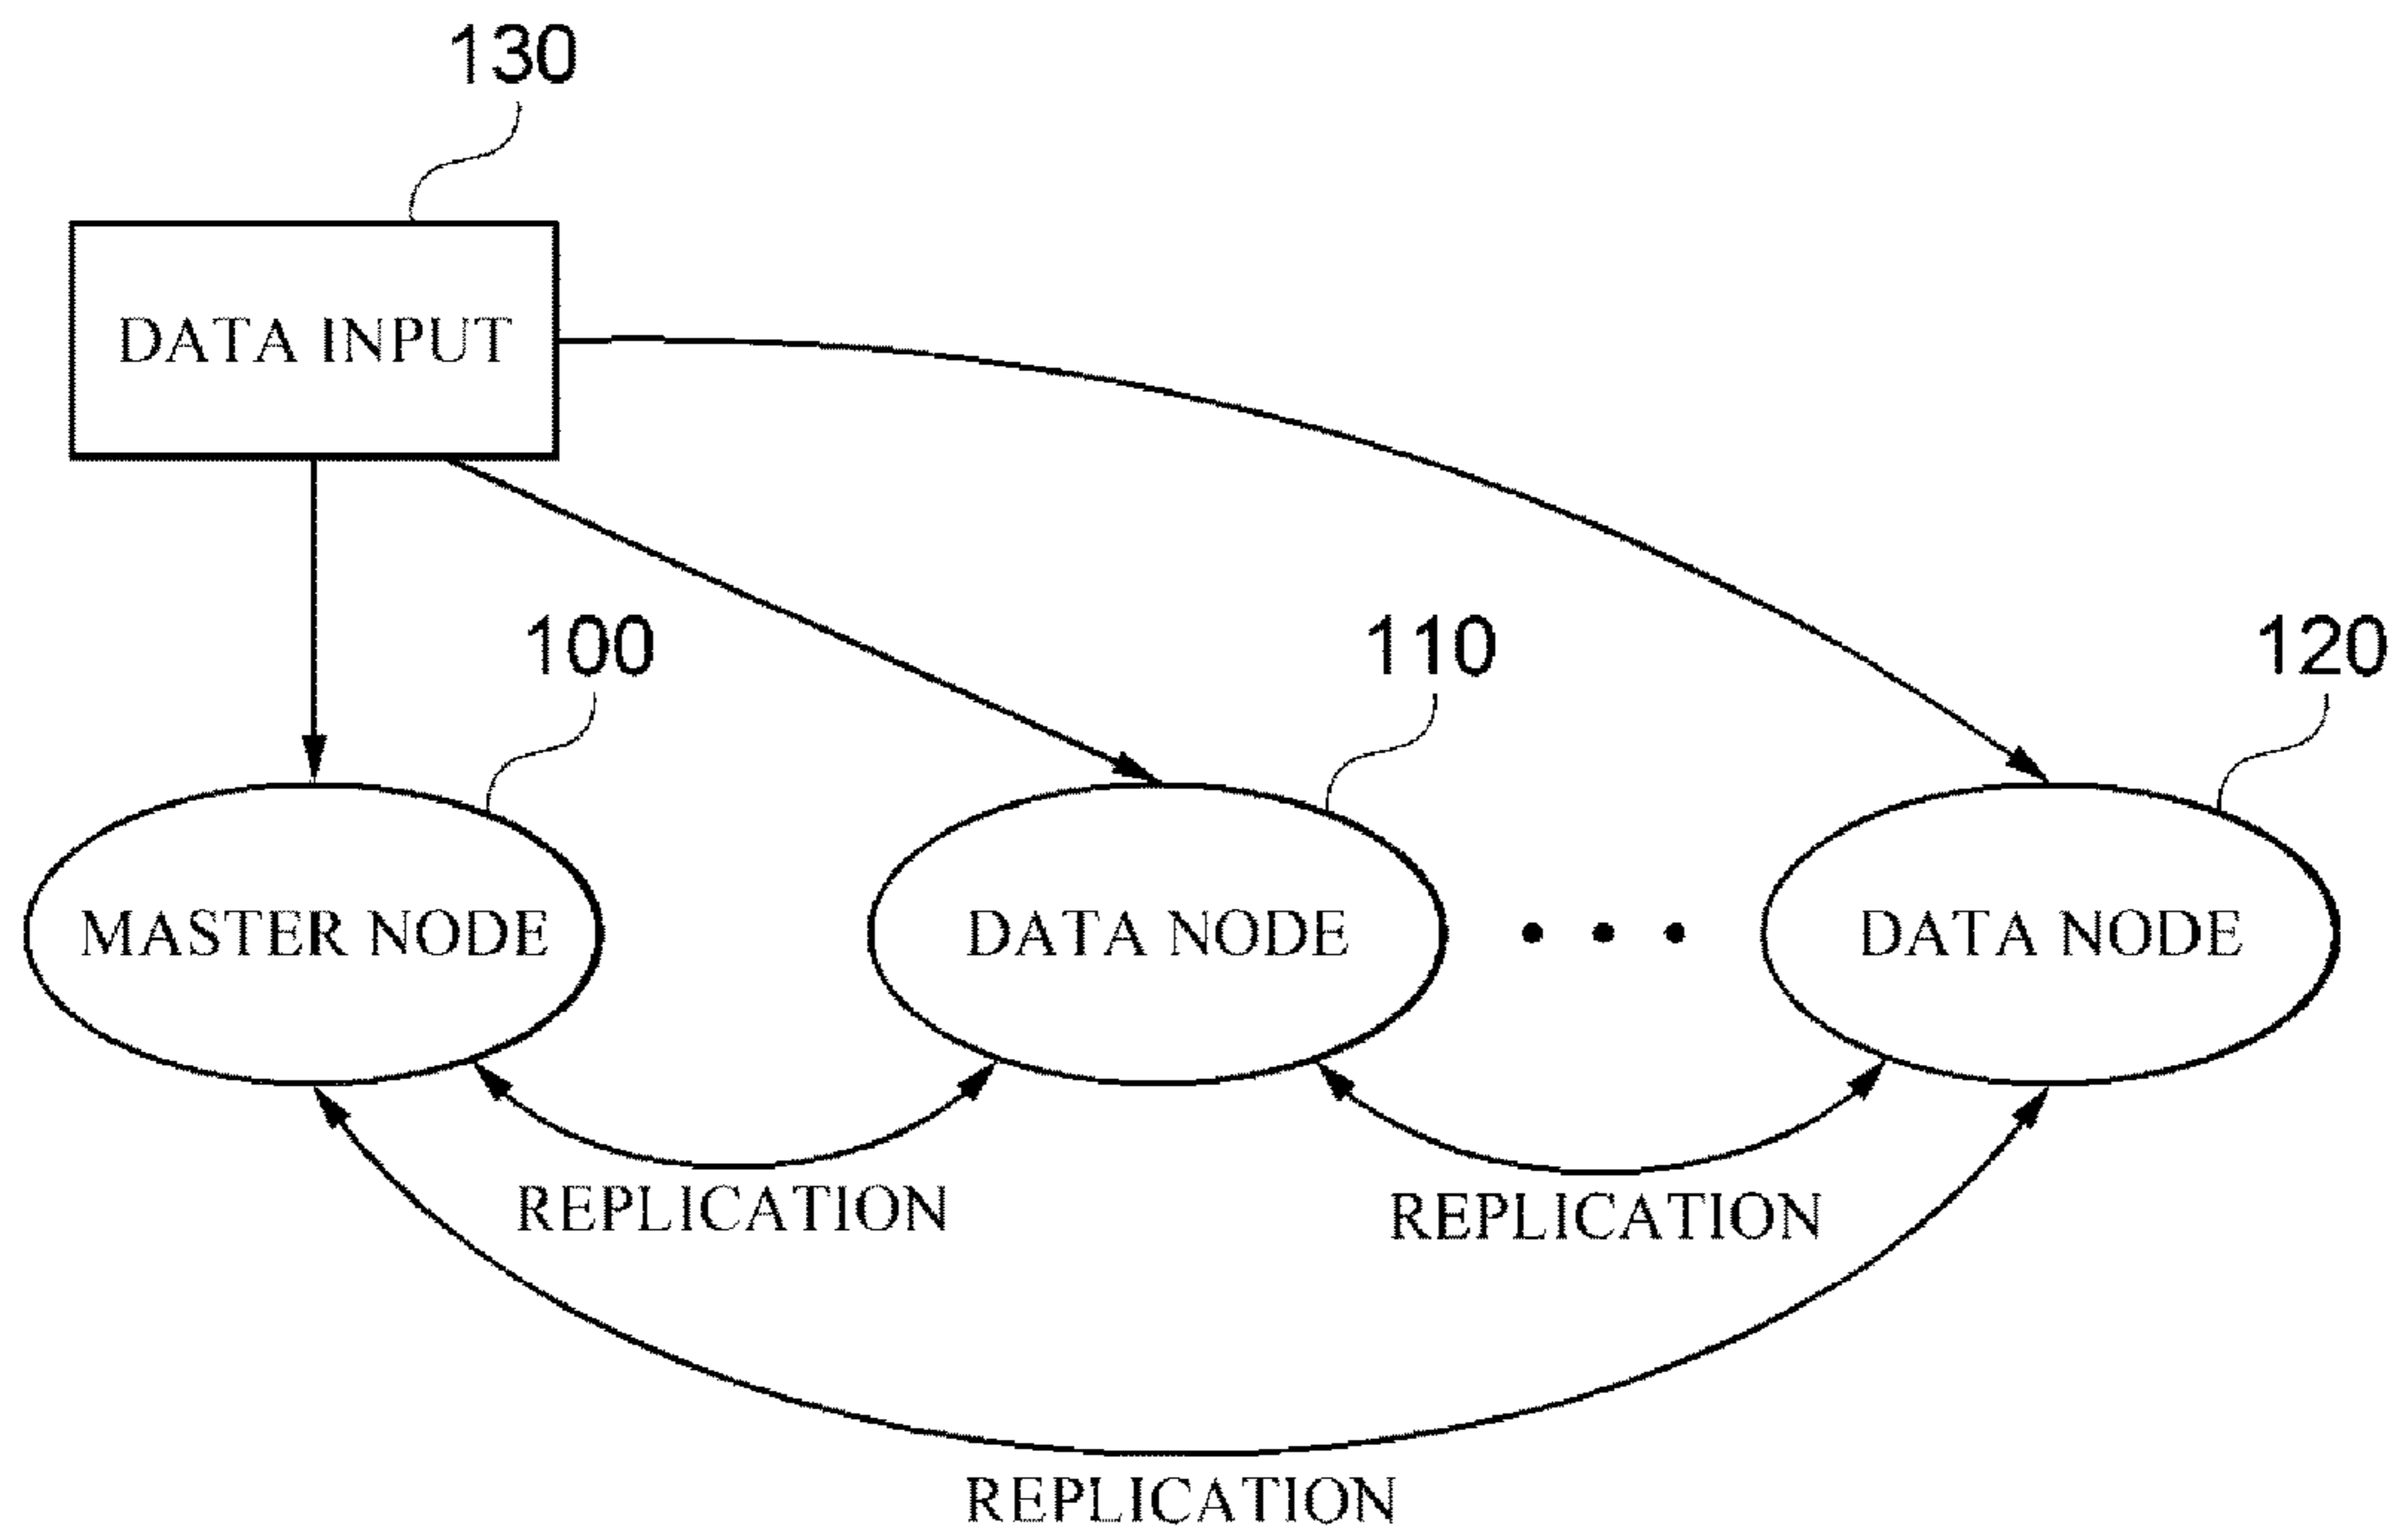 130
DATA INPUT
100
110
120
MASTER NODE
DATA NODE
DATA NODE
REPLICATION
REPLICATION
REPLICATION